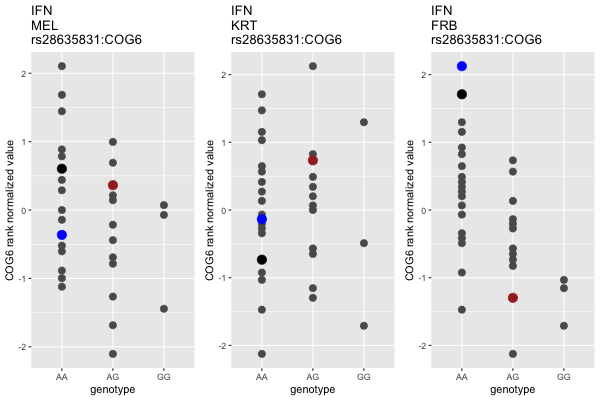 IFN
MEL
rs28635831:COG6
COG6 rank normalized value
2
1
0
-1
-2
AA AG GG
genotype
IFN
KRT
rs28635831:COG6
COG6 rank normalized value
2
1
0
-1
-2
AA AG GG
genotype
IFN
FRB
rs28635831:COG6
COG6 rank normalized value
2
1
0
-1
-2
AA AG GG
genotype